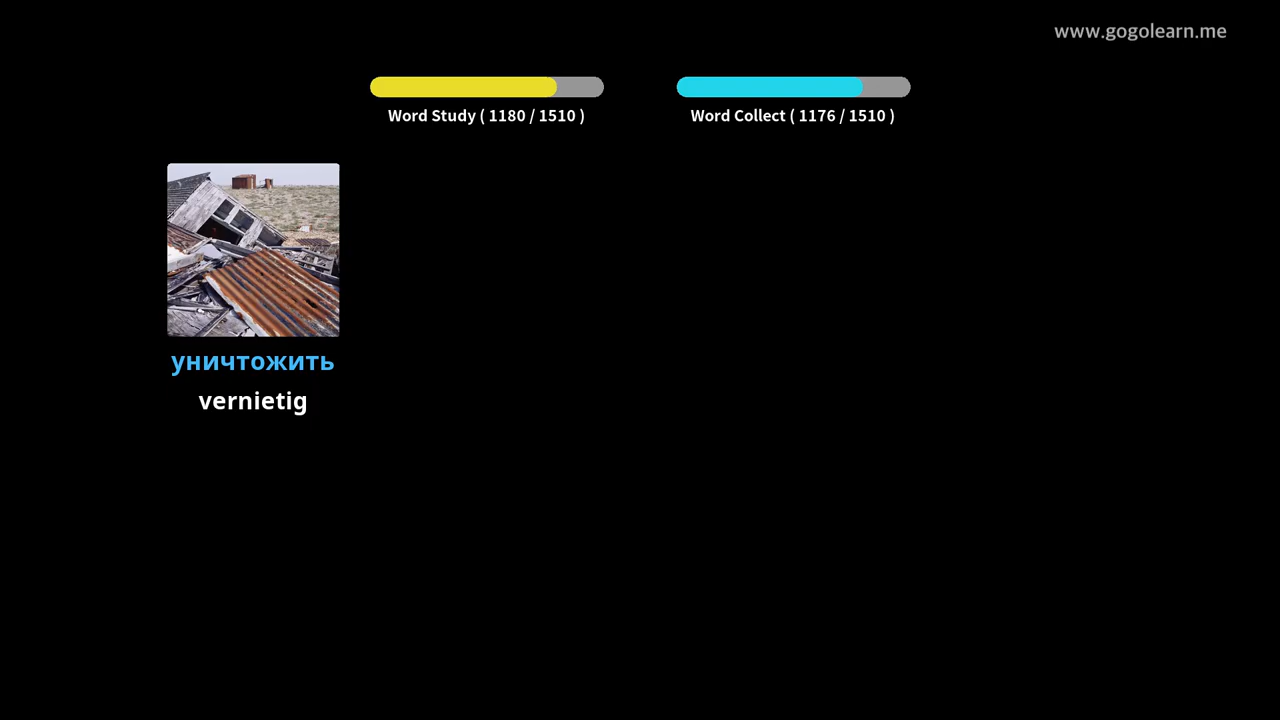 www.gogolearn.me
Word Study ( 1180 / 1510 )
Word Collect ( 1176 / 1510 )
уничтожить
vernietig